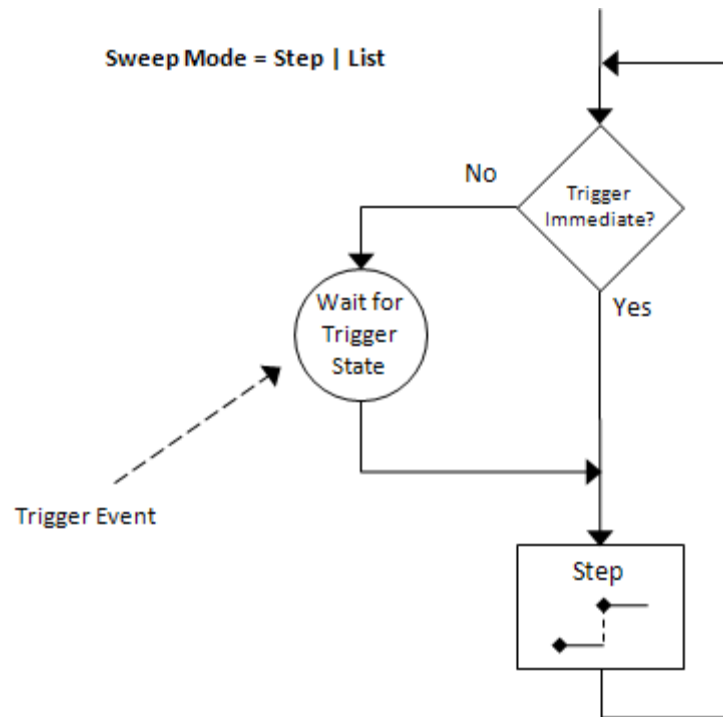 Sweep Mode = Step | List
No
Trigger
Immediate?
Wait for
Trigger
State
Yes
Trigger Event
Step